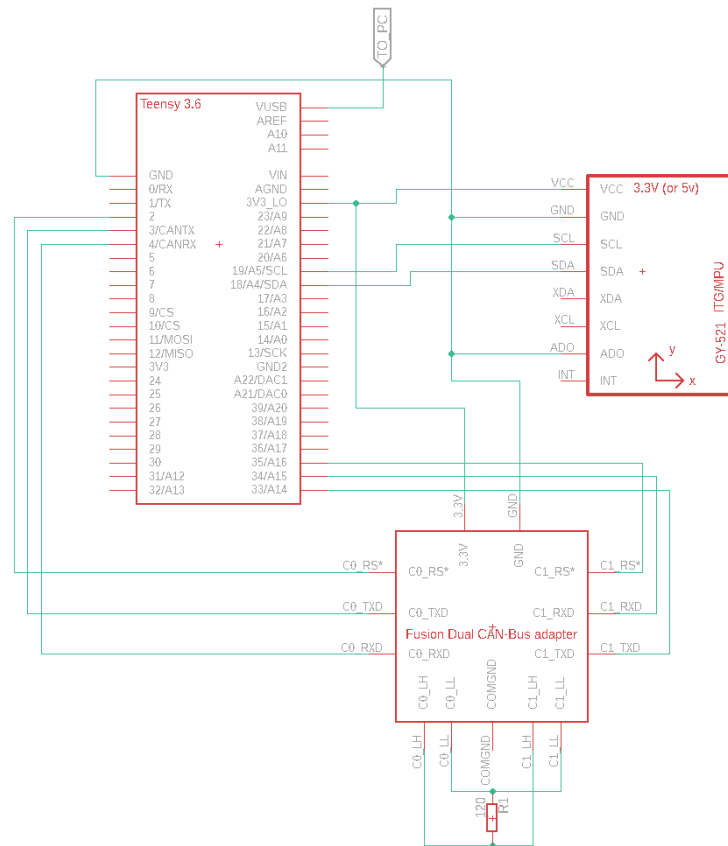 TO_PC
Teensy 3.6
VUSB
AREF
A10
A11
GND
0/RX
1/TX
2
3/CANTX
4/CANRX
5
6
7
8
9/CS
10/CS
11/MOSI
12/MISO
3V3
24
25
26
27
28
29
30
31/A12
32/A13
VIN
AGND
3V3_LO
23/A9
22/A8
21/A7
20/A6
19/A5/SCL
18/A4/SDA
17/A3
16/A2
15/A1
14/A0
13/SCK
GND2
A22/DAC1
A21/DAC0
39/A20
38/A19
37/A18
36/A17
35/A16
34/A15
33/A14
VCC
GND
SCL
SDA
XDA
XCL
ADO
INT
VCC
3.3V (or 5v)
GND
SCL
SDA
XDA
XCL
ADO
INT
y
x
GY-521 ITG/MPU
3.3V
GND
3.3V
GND
C0_RS*
C0_TXD
C0_RXD
C0_RS*
C0_TXD
C0_RXD
C1_RS*
C1_RXD
C1_TXD
C1_RS*
C1_RXD
C1_TXD
Fusion Dual CAN-Bus adapter
C0_LH
C0_LL
COMGND
C1_LH
C1_LL
C0_LH
C0_LL
COMGND
C1_LH
C1_LL
120
R1